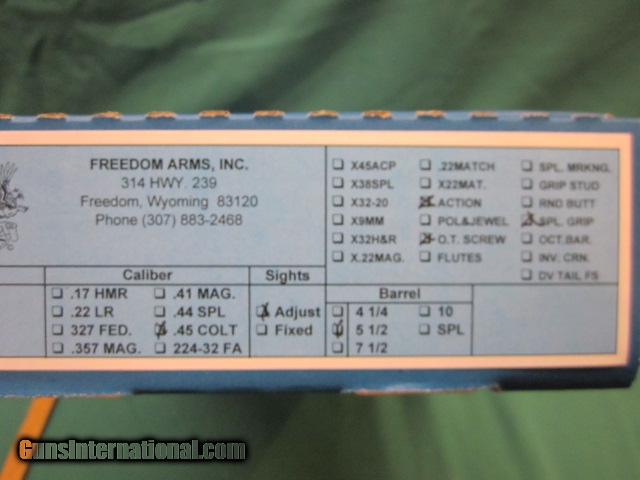 FREEDOM ARMS, INC.
314 HWY. 239
Freedom, Wyoming 83120
Phone (307) 883-2468
X45ACP .22MATCH SPL. MRKNG.
X38SPL X22MAT. GRIP STUD
X32-20 ACTION RND BUTT
X9MM POL&JEWEL SPL. GRIP
X32H&R O.T. SCREW OCT.BAR.
X.22MAG. FLUTES INV. CRN.
DV TAIL FS
Caliber Sights
.17 HMR .41 MAG.
.22 LR .44 SPL
327 FED. .45 COLT
.357 MAG. 224-32 FA
Adjust
Fixed
Barrel
4 1/4 10
5 1/2 SPL
7 1/2
GunsInternational.com